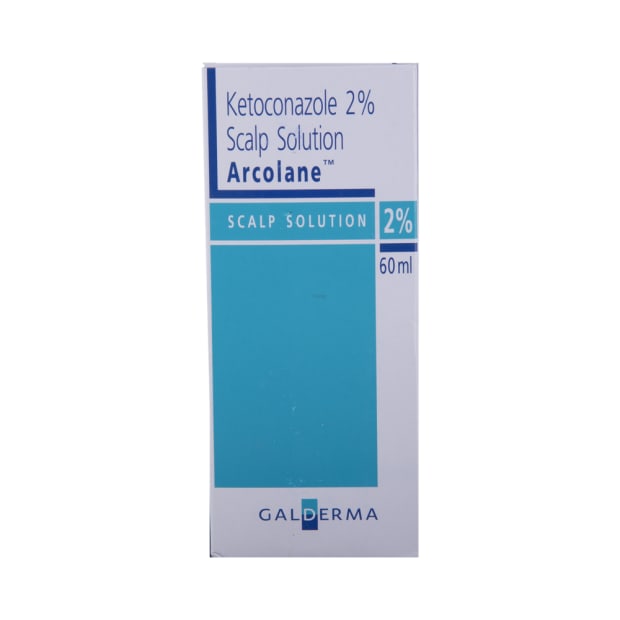 Ketoconazole 2%
Scalp Solution
Arcolane™
SCALP SOLUTION 2%
60 ml
GALDERMA